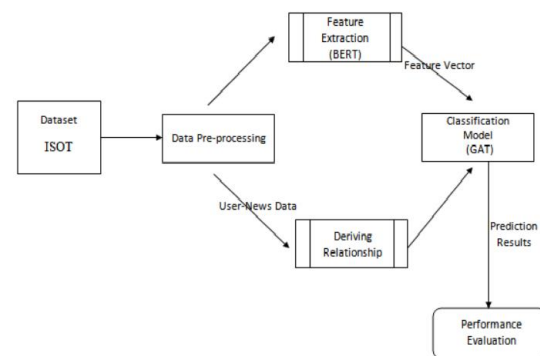 Feature
Extraction
(BERT)
Feature Vector
Dataset
ISOT
Data Pre-processing
Classification
Model
(GAT)
User-News Data
Deriving
Relationship
Prediction
Results
Performance
Evaluation